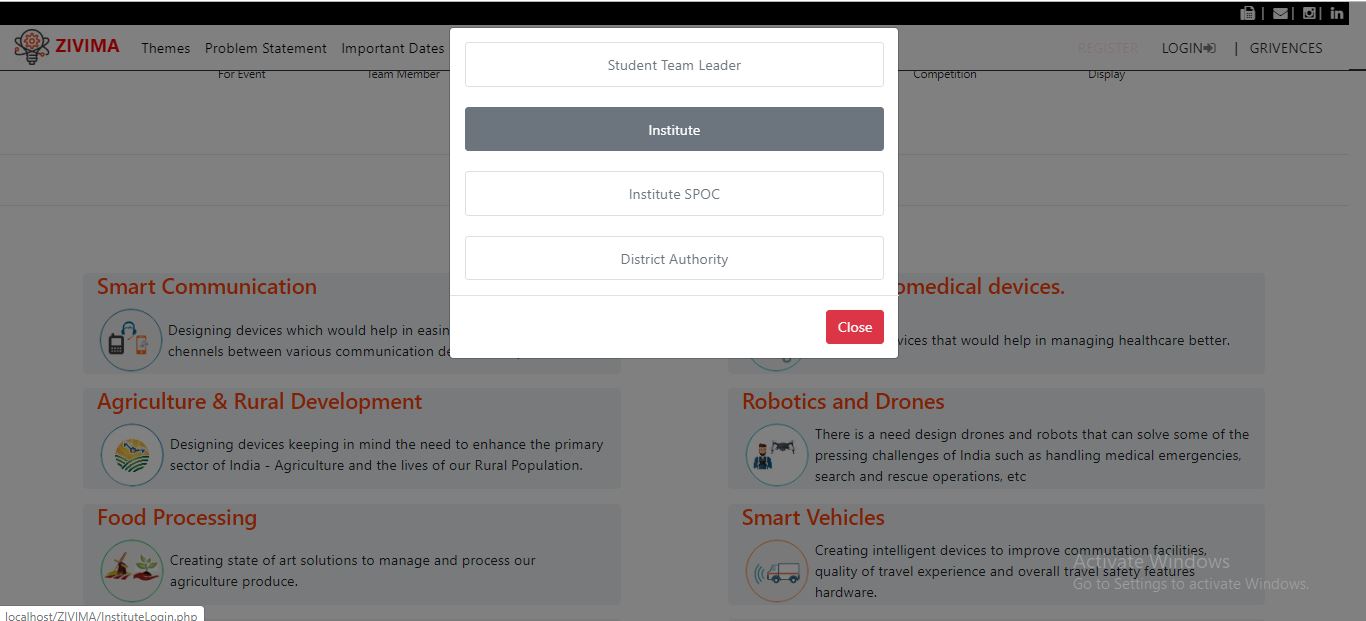 ZIVIMA Themes Problem Statement Important Dates REGISTER LOGIN | GRIVENCES
For Event Team Member Competition Display
Student Team Leader
Institute
Institute SPOC
District Authority
Close
Smart Communication
Designing devices which would help in easin
channels between various communication de
omedical devices.
vices that would help in managing healthcare better.
Agriculture & Rural Development
Designing devices keeping in mind the need to enhance the primary
sector of India - Agriculture and the lives of our Rural Population.
Robotics and Drones
There is a need design drones and robots that can solve some of the
pressing challenges of India such as handling medical emergencies,
search and rescue operations, etc
Food Processing
Creating state of art solutions to manage and process our
agriculture produce.
Smart Vehicles
Creating intelligent devices to improve commutation facilities,
quality of travel experience and overall travel safety features
hardware.
Activate Windows
Go to Settings to activate Windows.
localhost/ZIVIMA/InstituteLogin.php